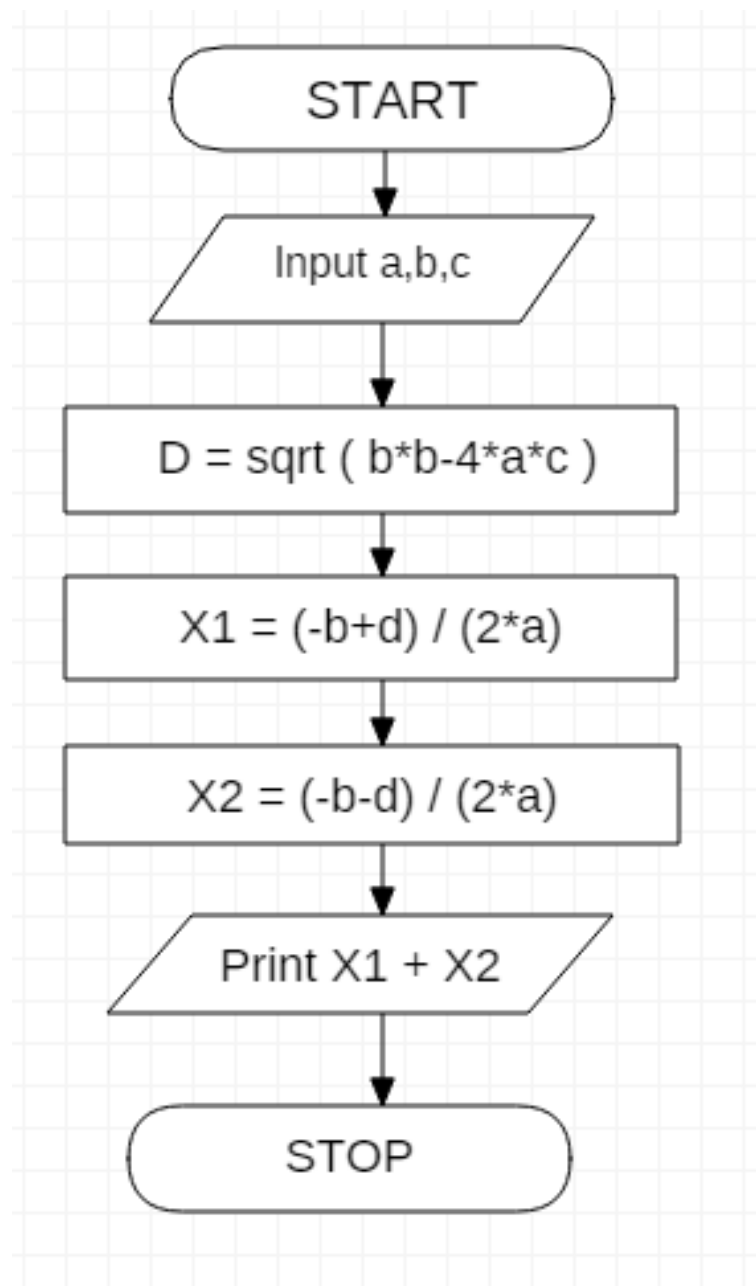 START
Input a,b,c
D = sqrt ( b*b-4*a*c )
X1 = (-b+d) / (2*a)
X2 = (-b-d) / (2*a)
Print X1 + X2
STOP